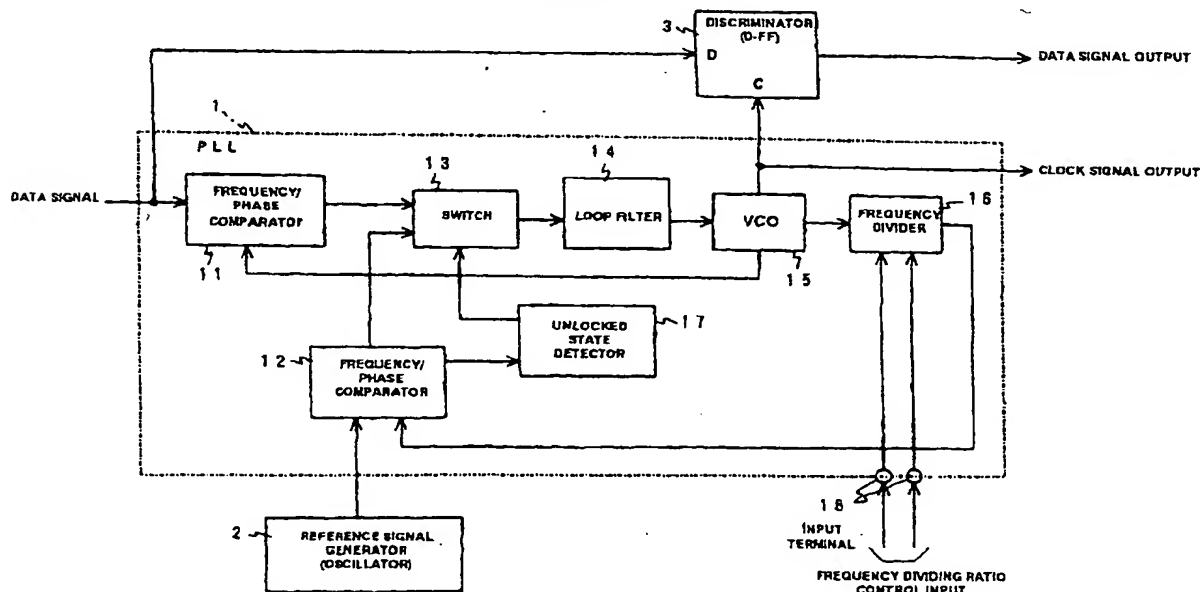 3
DISCRIMINATOR
(D-FF)
D
C
DATA SIGNAL OUTPUT
1
PLL
CLOCK SIGNAL OUTPUT
DATA SIGNAL
FREQUENCY/
PHASE
COMPARATOR
11
13
SWITCH
14
LOOP FILTER
VCO
15
16
FREQUENCY
DIVIDER
17
UNLOCKED
STATE
DETECTOR
12
FREQUENCY/
PHASE
COMPARATOR
2
REFERENCE SIGNAL
GENERATOR
(OSCILLATOR)
18
INPUT
TERMINAL
FREQUENCY DIVIDING RATIO
CONTROL INPUT